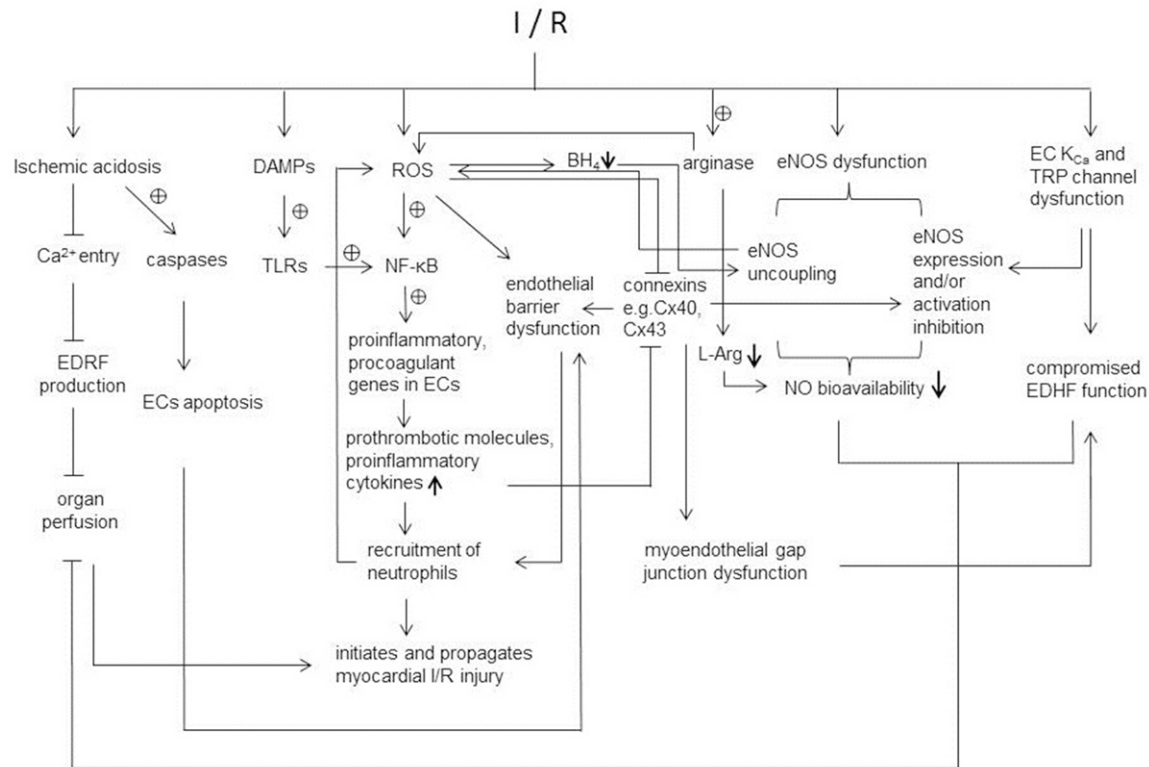 I / R
Ischemic acidosis
DAMPs
ROS
BH₄
arginase
eNOS dysfunction
EC K_Ca and
TRP channel
dysfunction
⊕
⊕
⊕
⊕
Ca²⁺ entry
caspases
TLRs
⊕
NF-κB
⊕
endothelial
barrier
dysfunction
connexins
e.g.Cx40,
Cx43
eNOS
uncoupling
eNOS
expression
and/or
activation
inhibition
EDRF
production
ECs apoptosis
proinflammatory,
procoagulant
genes in ECs
L-Arg
NO bioavailability
compromised
EDHF function
prothrombotic molecules,
proinflammatory
cytokines
organ
perfusion
recruitment of
neutrophils
myoendothelial gap
junction dysfunction
initiates and propagates
myocardial I/R injury